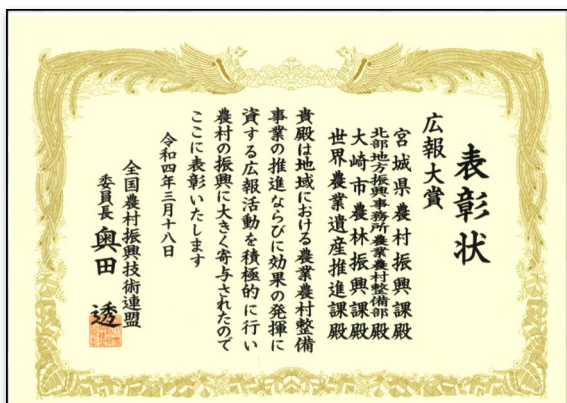 表彰状
広報大賞
宮城県農村振興課殿
北部地方振興事務所農業農村整備部殿
大崎市農林振興課殿
世界農業遺産推進課殿
貴殿は地域における農業農村整備
事業の推進ならびに効果の発揮に
資する広報活動を積極的に行い
農村の振興に大きく寄与されたので
ここに表彰いたします
令和四年三月十八日
全国農村振興技術連盟
委員長 奥田 透